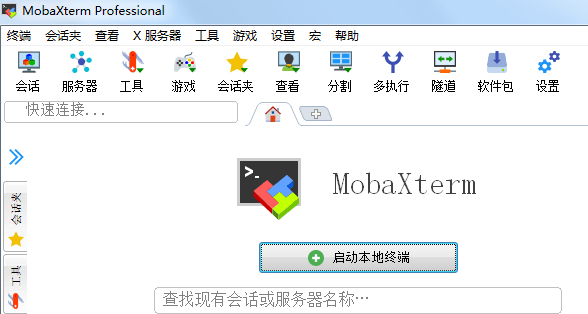 MobaXterm Professional
终端 会话夹 查看 X 服务器 工具 游戏 设置 宏 帮助
会话 服务器 工具 游戏 会话夹 查看 分割 多执行 隧道 软件包 设置
快速连接...
会话夹
MobaXterm
启动本地终端
工具
查找现有会话或服务器名称...